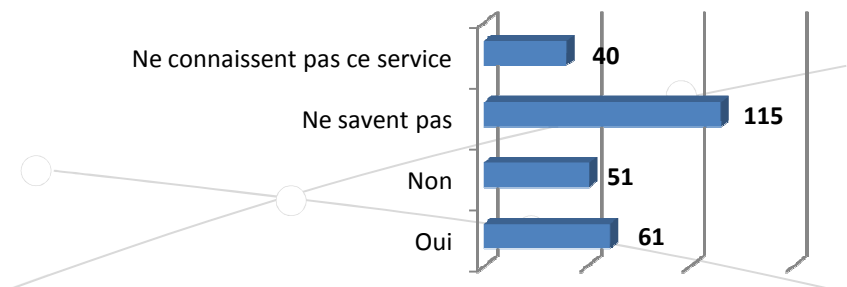 Ne connaissent pas ce service 40
Ne savent pas 115
Non 51
Oui 61